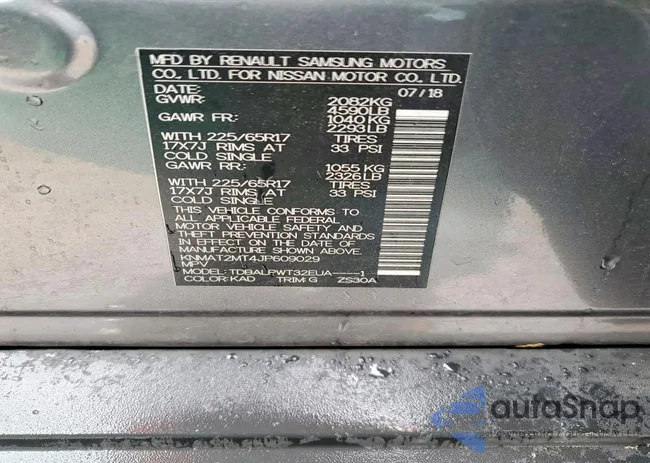 MFD BY RENAULT SAMSUNG MOTORS
CO., LTD. FOR NISSAN MOTOR CO., LTD.
DATE: 07/18
GVWR: 2082KG
4590LB
GAWR FR: 1040KG
2293LB
WITH 225/65R17 TIRES
17X7J RIMS AT 33 PSI
COLD SINGLE
GAWR RR: 1055KG
2326LB
WITH 225/65R17 TIRES
17X7J RIMS AT 33 PSI
COLD SINGLE
THIS VEHICLE CONFORMS TO
ALL APPLICABLE FEDERAL
MOTOR VEHICLE SAFETY AND
THEFT PREVENTION STANDARDS
IN EFFECT ON THE DATE OF
MANUFACTURE SHOWN ABOVE.
KNMAT2MT4JP609029
MPV
MODEL: TDBALPWT32EUA----1
COLOR: KAD TRIM: G ZS30A
autoSnap